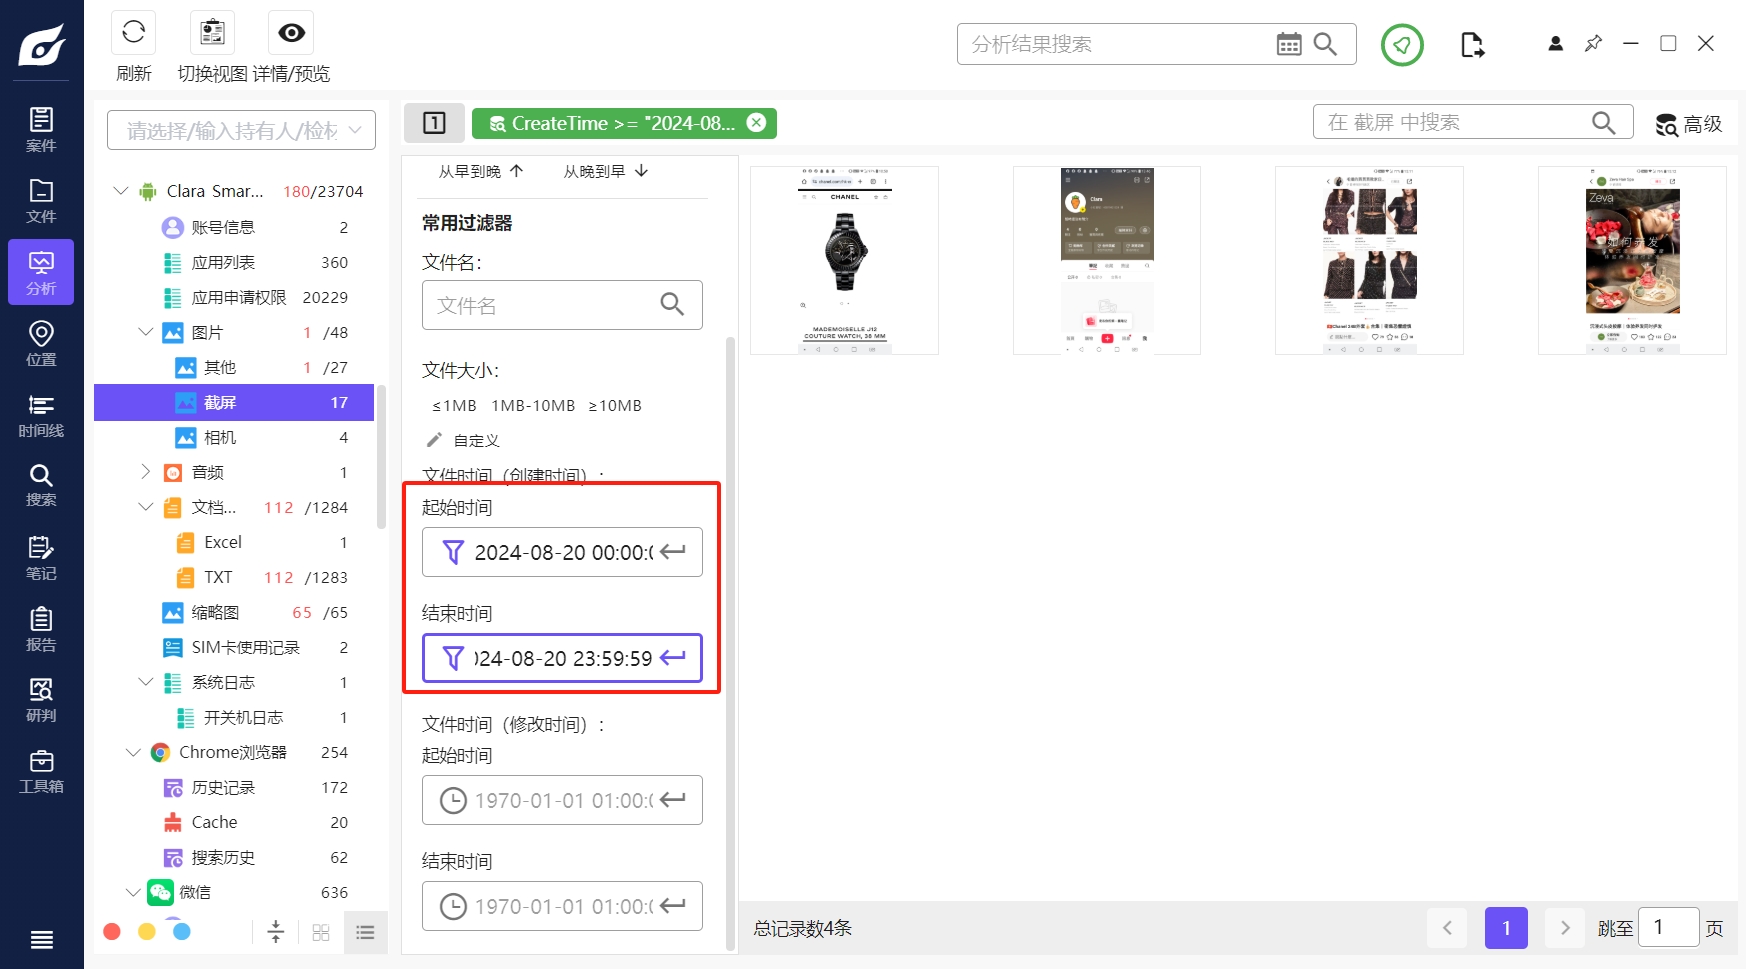 刷新
切换视图
详情/预览
分析结果搜索
案件
文件
分析
位置
时间线
搜索
笔记
报告
研判
工具箱
请选择/输入持有人/检材
Clara Smar... 180/23704
账号信息 2
应用列表 360
应用申请权限 20229
图片 1 /48
其他 1 /27
截屏 17
相机 4
音频 1
文档... 112 /1284
Excel 1
TXT 112 /1283
缩略图 65 /65
SIM卡使用记录 2
系统日志 1
开关机日志 1
Chrome浏览器 254
历史记录 172
Cache 20
搜索历史 62
微信 636
1
CreateTime >= "2024-08...
在 截屏 中搜索
高级
从早到晚 从晚到早
常用过滤器
文件名:
文件名
文件大小:
≤1MB 1MB-10MB ≥10MB
自定义
文件时间（创建时间）:
起始时间
2024-08-20 00:00:0
结束时间
024-08-20 23:59:59
文件时间（修改时间）:
起始时间
1970-01-01 01:00:0
结束时间
1970-01-01 01:00:0
CHANEL
MADEMOISELLE J12
COUTURE WATCH, 38 MM
Clara
Zeva
如何开发
总记录数4条
1
跳至 1 页